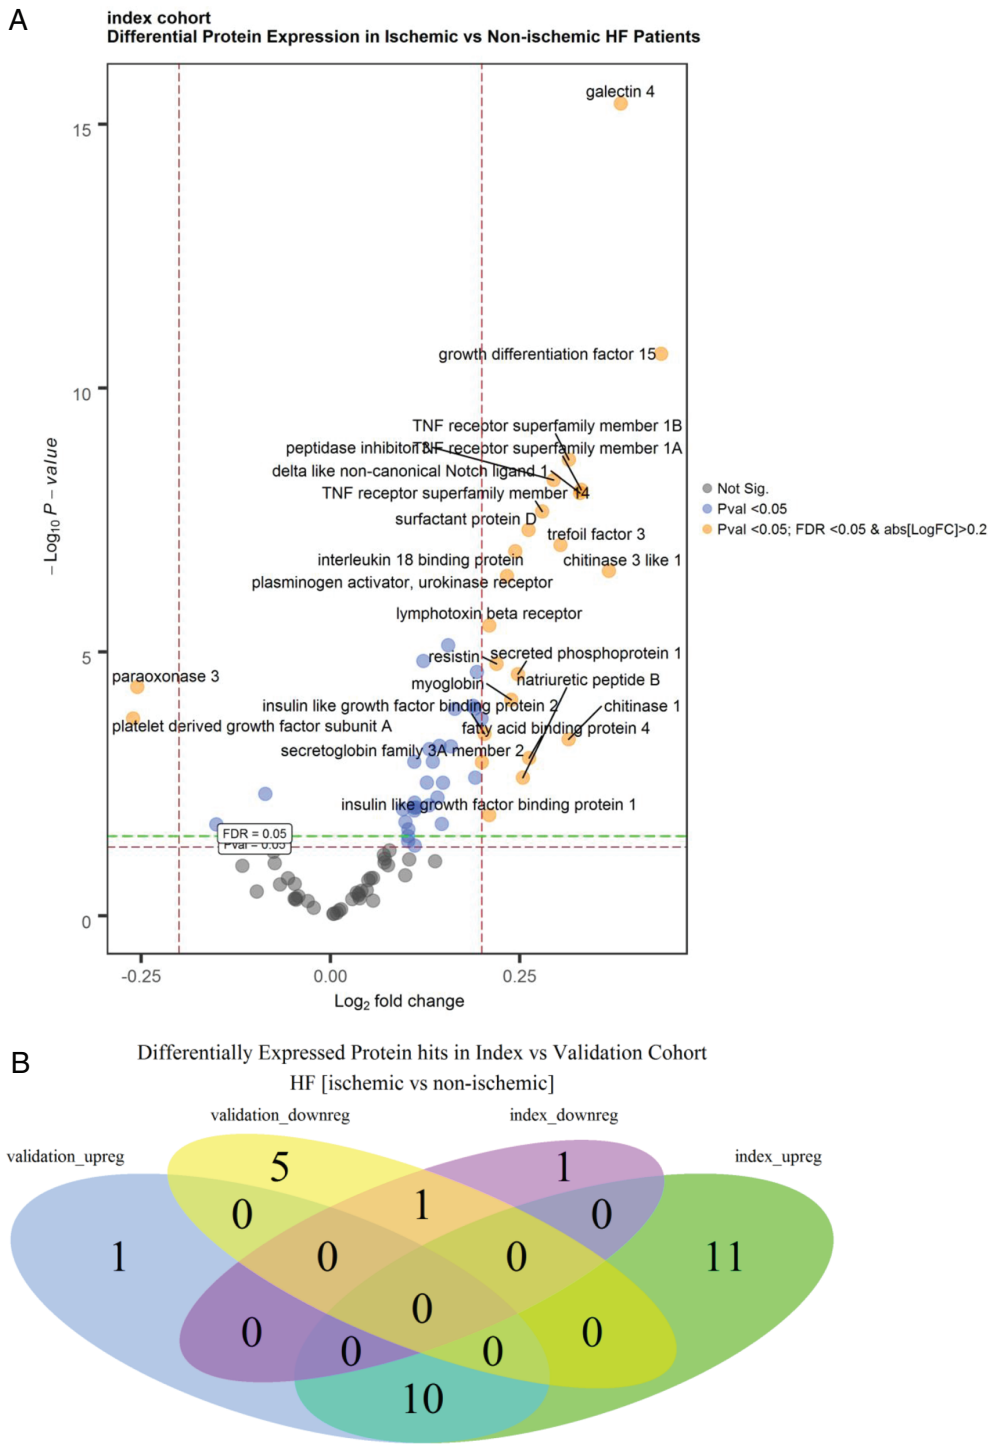 A
index cohort
Differential Protein Expression in Ischemic vs Non-ischemic HF Patients
galectin 4
15
growth differentiation factor 15
10
TNF receptor superfamily member 1B
peptidase inhibitor 3
TNF receptor superfamily member 1A
delta like non-canonical Notch ligand 1
TNF receptor superfamily member 14
surfactant protein D
trefoil factor 3
interleukin 18 binding protein
chitinase 3 like 1
plasminogen activator, urokinase receptor
lymphotoxin beta receptor
5
resistin
secreted phosphoprotein 1
paraoxonase 3
myoglobin
natriuretic peptide B
insulin like growth factor binding protein 2
chitinase 1
platelet derived growth factor subunit A
fatty acid binding protein 4
secretoglobin family 3A member 2
insulin like growth factor binding protein 1
FDR = 0.05
Pval = 0.05
0
-0.25
0.00
0.25
Log2 fold change
−Log10 P − value
Not Sig.
Pval <0.05
Pval <0.05; FDR <0.05 & abs[LogFC]>0.2
B
Differentially Expressed Protein hits in Index vs Validation Cohort
HF [ischemic vs non-ischemic]
validation_downreg
index_downreg
validation_upreg
index_upreg
5
1
0
1
0
1
0
0
11
0
0
0
0
0
10